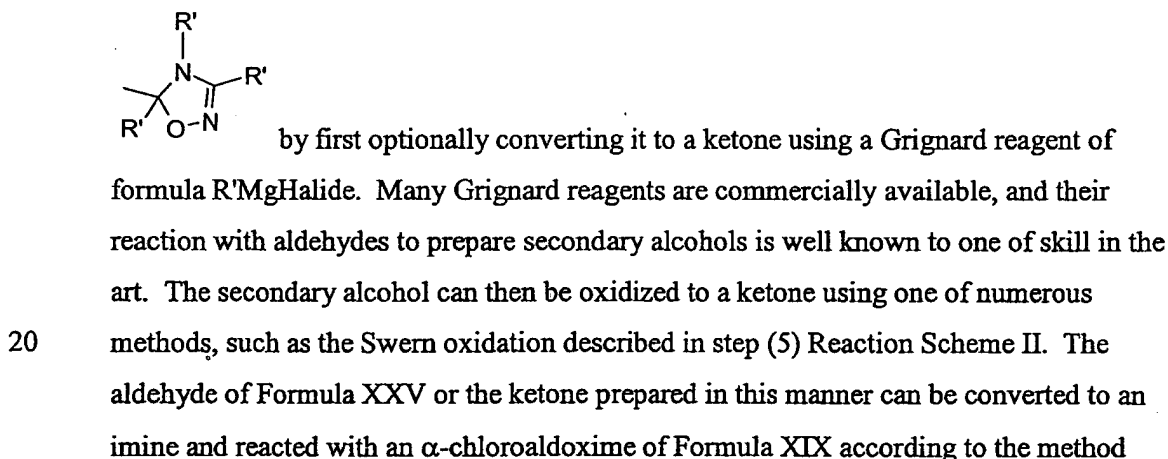 R'
N R'
R' O-N
by first optionally converting it to a ketone using a Grignard reagent of
formula R'MgHalide. Many Grignard reagents are commercially available, and their
reaction with aldehydes to prepare secondary alcohols is well known to one of skill in the
art. The secondary alcohol can then be oxidized to a ketone using one of numerous
20 methods, such as the Swern oxidation described in step (5) Reaction Scheme II. The
aldehyde of Formula XXV or the ketone prepared in this manner can be converted to an
imine and reacted with an α-chloroaldoxime of Formula XIX according to the method